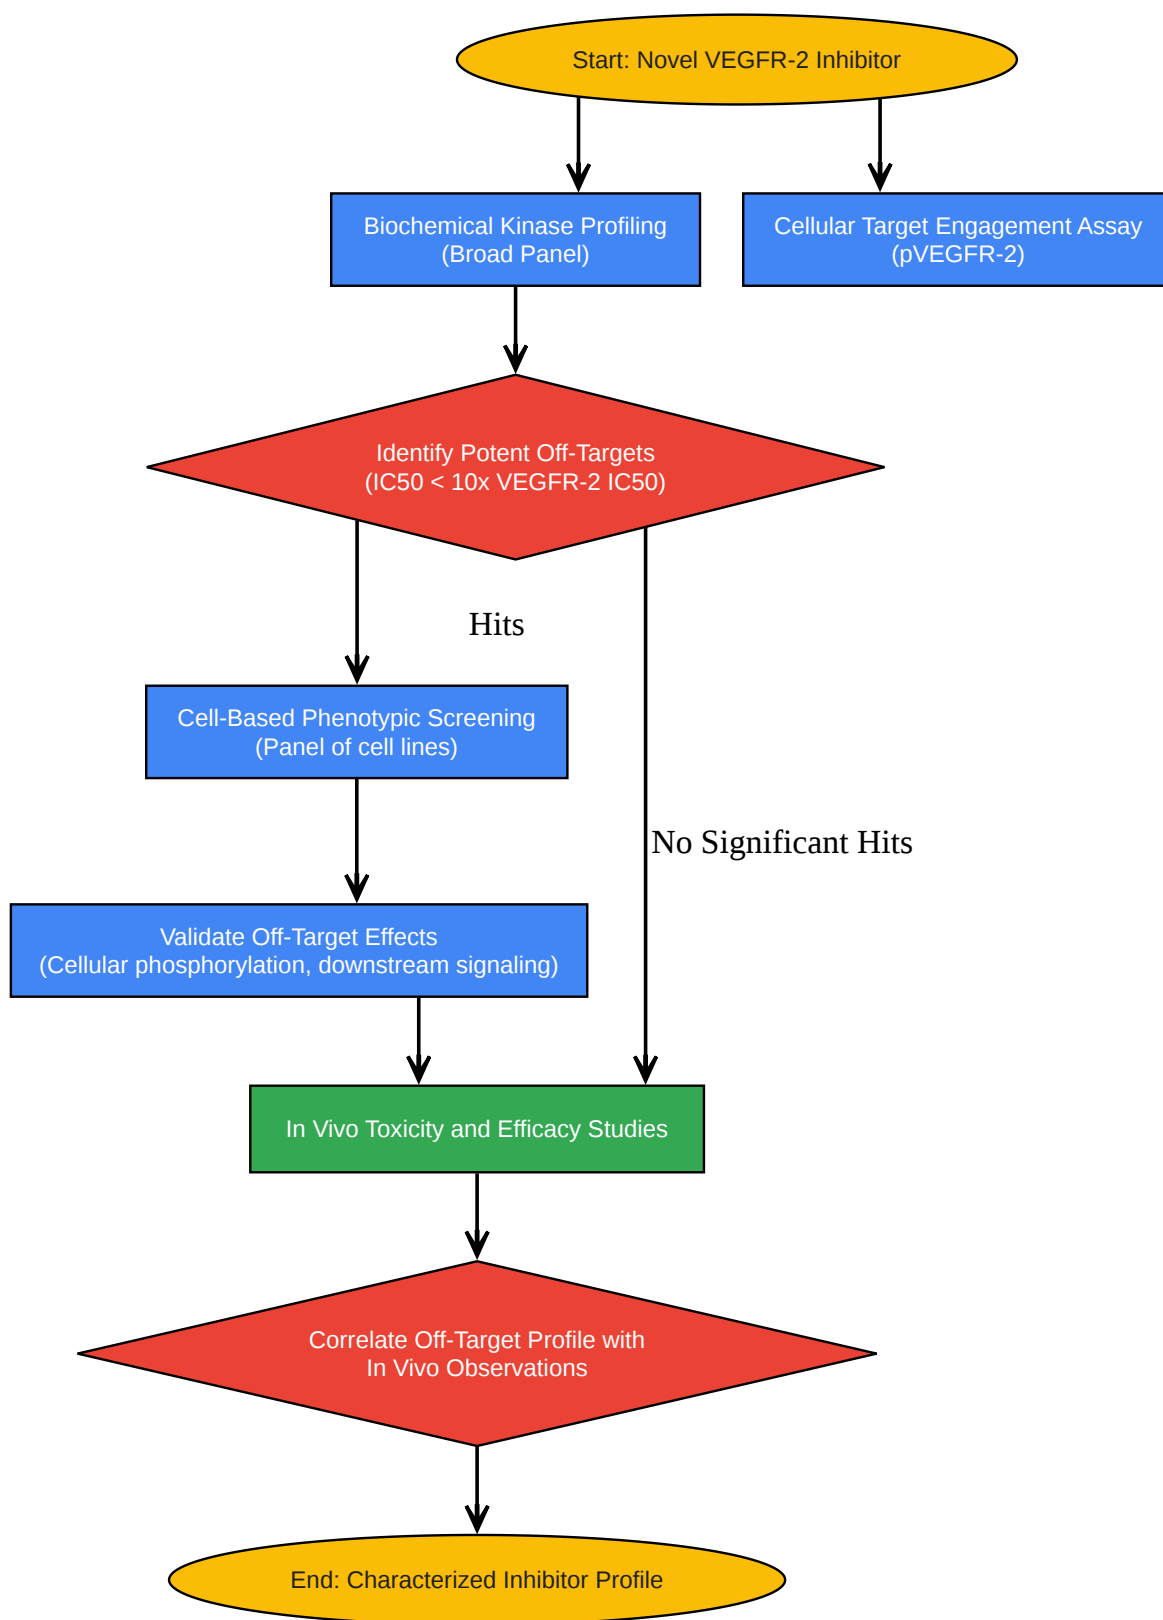 Start: Novel VEGFR-2 Inhibitor
Biochemical Kinase Profiling
(Broad Panel)
Cellular Target Engagement Assay
(pVEGFR-2)
Identify Potent Off-Targets
(IC50 < 10x VEGFR-2 IC50)
Hits
Cell-Based Phenotypic Screening
(Panel of cell lines)
No Significant Hits
Validate Off-Target Effects
(Cellular phosphorylation, downstream signaling)
In Vivo Toxicity and Efficacy Studies
Correlate Off-Target Profile with
In Vivo Observations
End: Characterized Inhibitor Profile